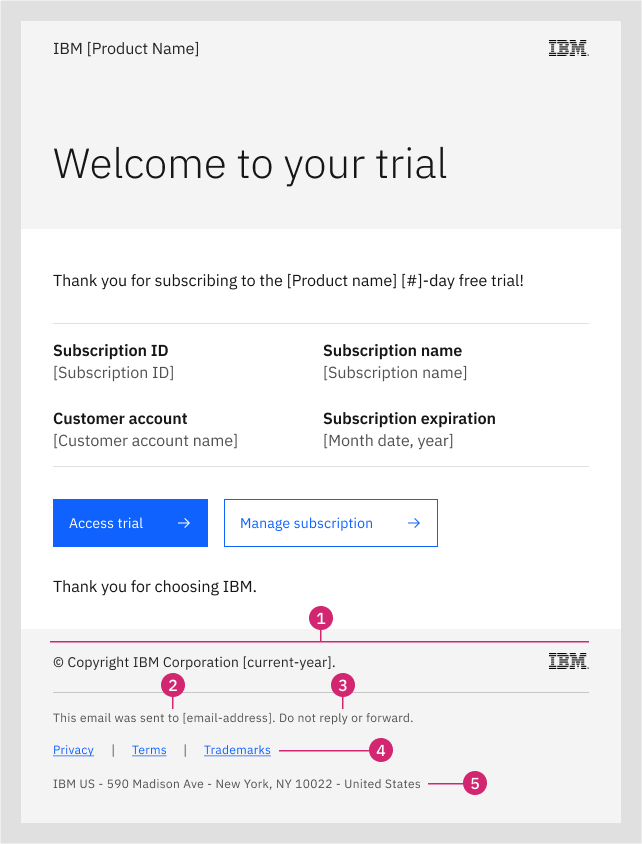 IBM [Product Name] IBM
Welcome to your trial
Thank you for subscribing to the [Product name] [#]-day free trial!
Subscription ID Subscription name
[Subscription ID] [Subscription name]
Customer account Subscription expiration
[Customer account name] [Month date, year]
Access trial → Manage subscription →
Thank you for choosing IBM.
1
© Copyright IBM Corporation [current-year]. IBM
2 3
This email was sent to [email-address]. Do not reply or forward.
Privacy | Terms | Trademarks 4
IBM US - 590 Madison Ave - New York, NY 10022 - United States 5